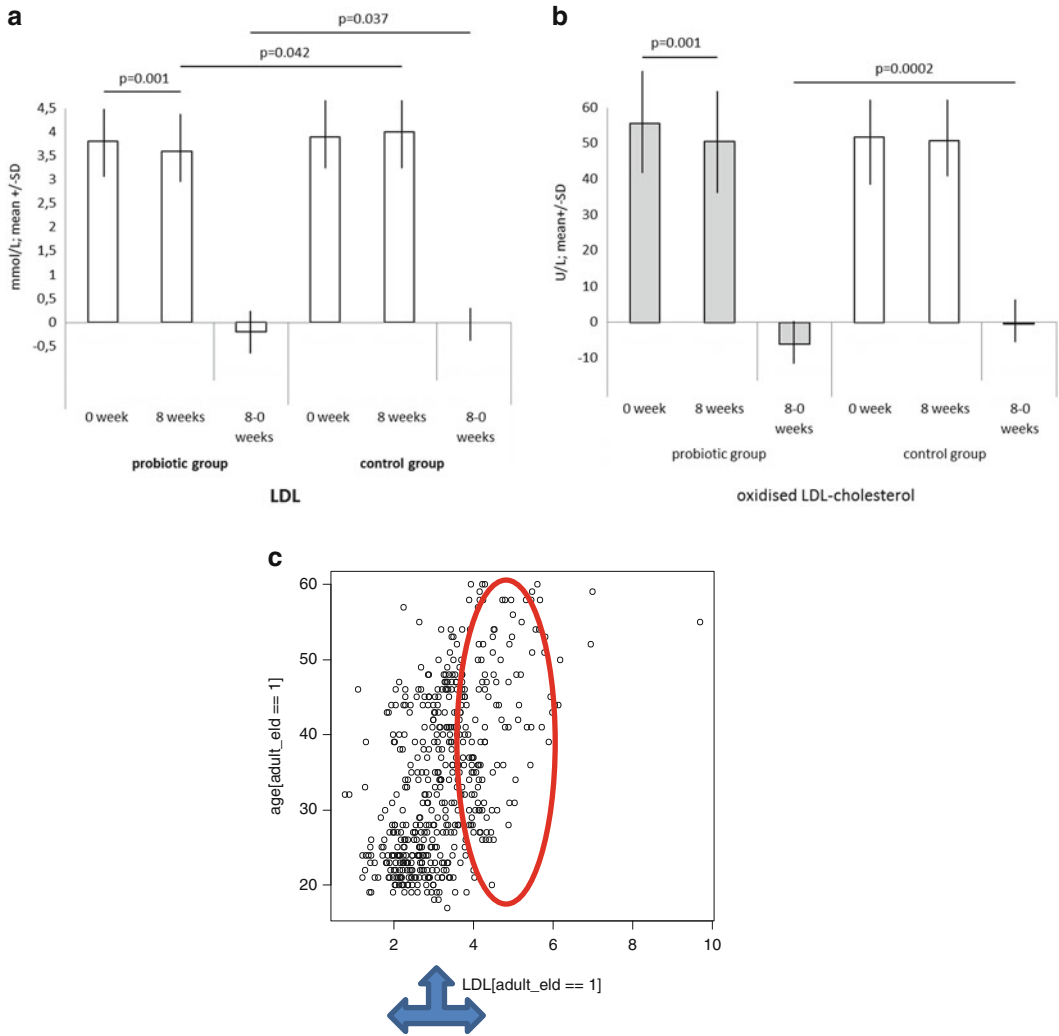 a
p=0.037
p=0.042
p=0.001
4,5
4
3,5
3
2,5
2
1,5
1
0,5
0
-0,5
mmol/L; mean +/-SD
0 week 8 weeks 8-0 weeks 0 week 8 weeks 8-0 weeks
probiotic group control group
LDL
b
p=0.001
p=0.0002
60
50
40
30
20
10
0
-10
U/L; mean+/-SD
0 week 8 weeks 8-0 weeks 0 week 8 weeks 8-0 weeks
probiotic group control group
oxidised LDL-cholesterol
c
60
50
40
30
20
age[adult_eld == 1]
2 4 6 8 10
LDL[adult_eld == 1]